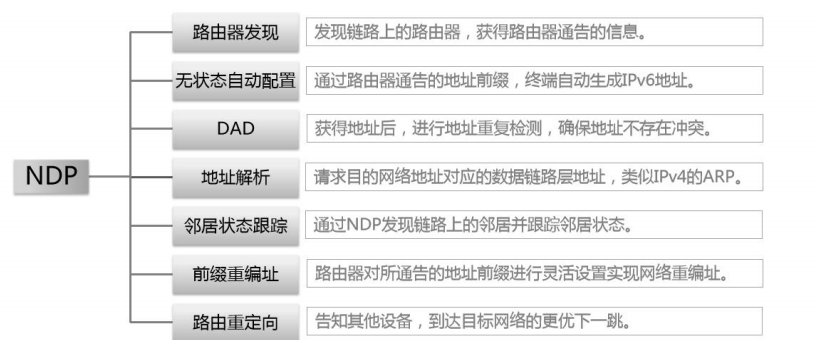 NDP
路由器发现
发现链路上的路由器，获得路由器通告的信息。
无状态自动配置
通过路由器通告的地址前缀，终端自动生成IPv6地址。
DAD
获得地址后，进行地址重复检测，确保地址不存在冲突。
地址解析
请求目的网络地址对应的数据链路层地址，类似IPv4的ARP。
邻居状态跟踪
通过NDP发现链路上的邻居并跟踪邻居状态。
前缀重编址
路由器对所通告的地址前缀进行灵活设置实现网络重编址。
路由重定向
告知其他设备，到达目标网络的更优下一跳。